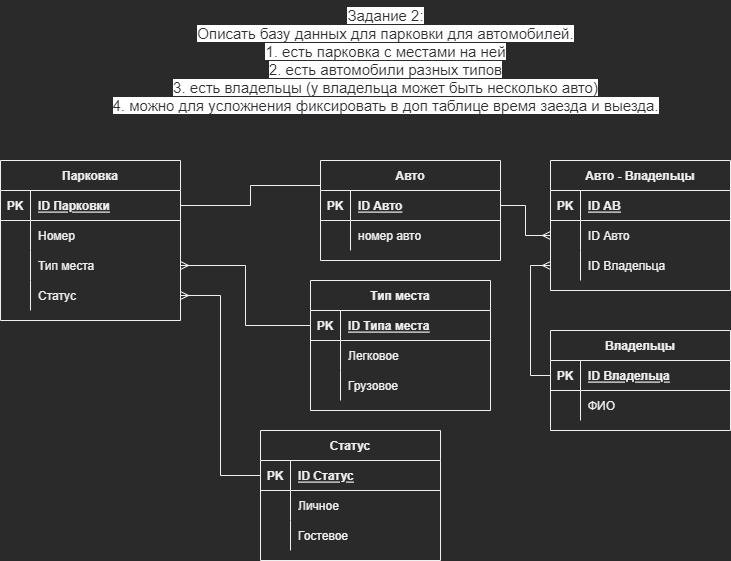 Задание 2:
Описать базу данных для парковки для автомобилей.
1. есть парковка с местами на ней
2. есть автомобили разных типов
3. есть владельцы (у владельца может быть несколько авто)
4. можно для усложнения фиксировать в доп таблице время заезда и выезда.
Парковка
PK ID Парковки
Номер
Тип места
Статус
Авто
PK ID Авто
номер авто
Авто - Владельцы
PK ID АВ
ID Авто
ID Владельца
Тип места
PK ID Типа места
Легковое
Грузовое
Владельцы
PK ID Владельца
ФИО
Статус
PK ID Статус
Личное
Гостевое